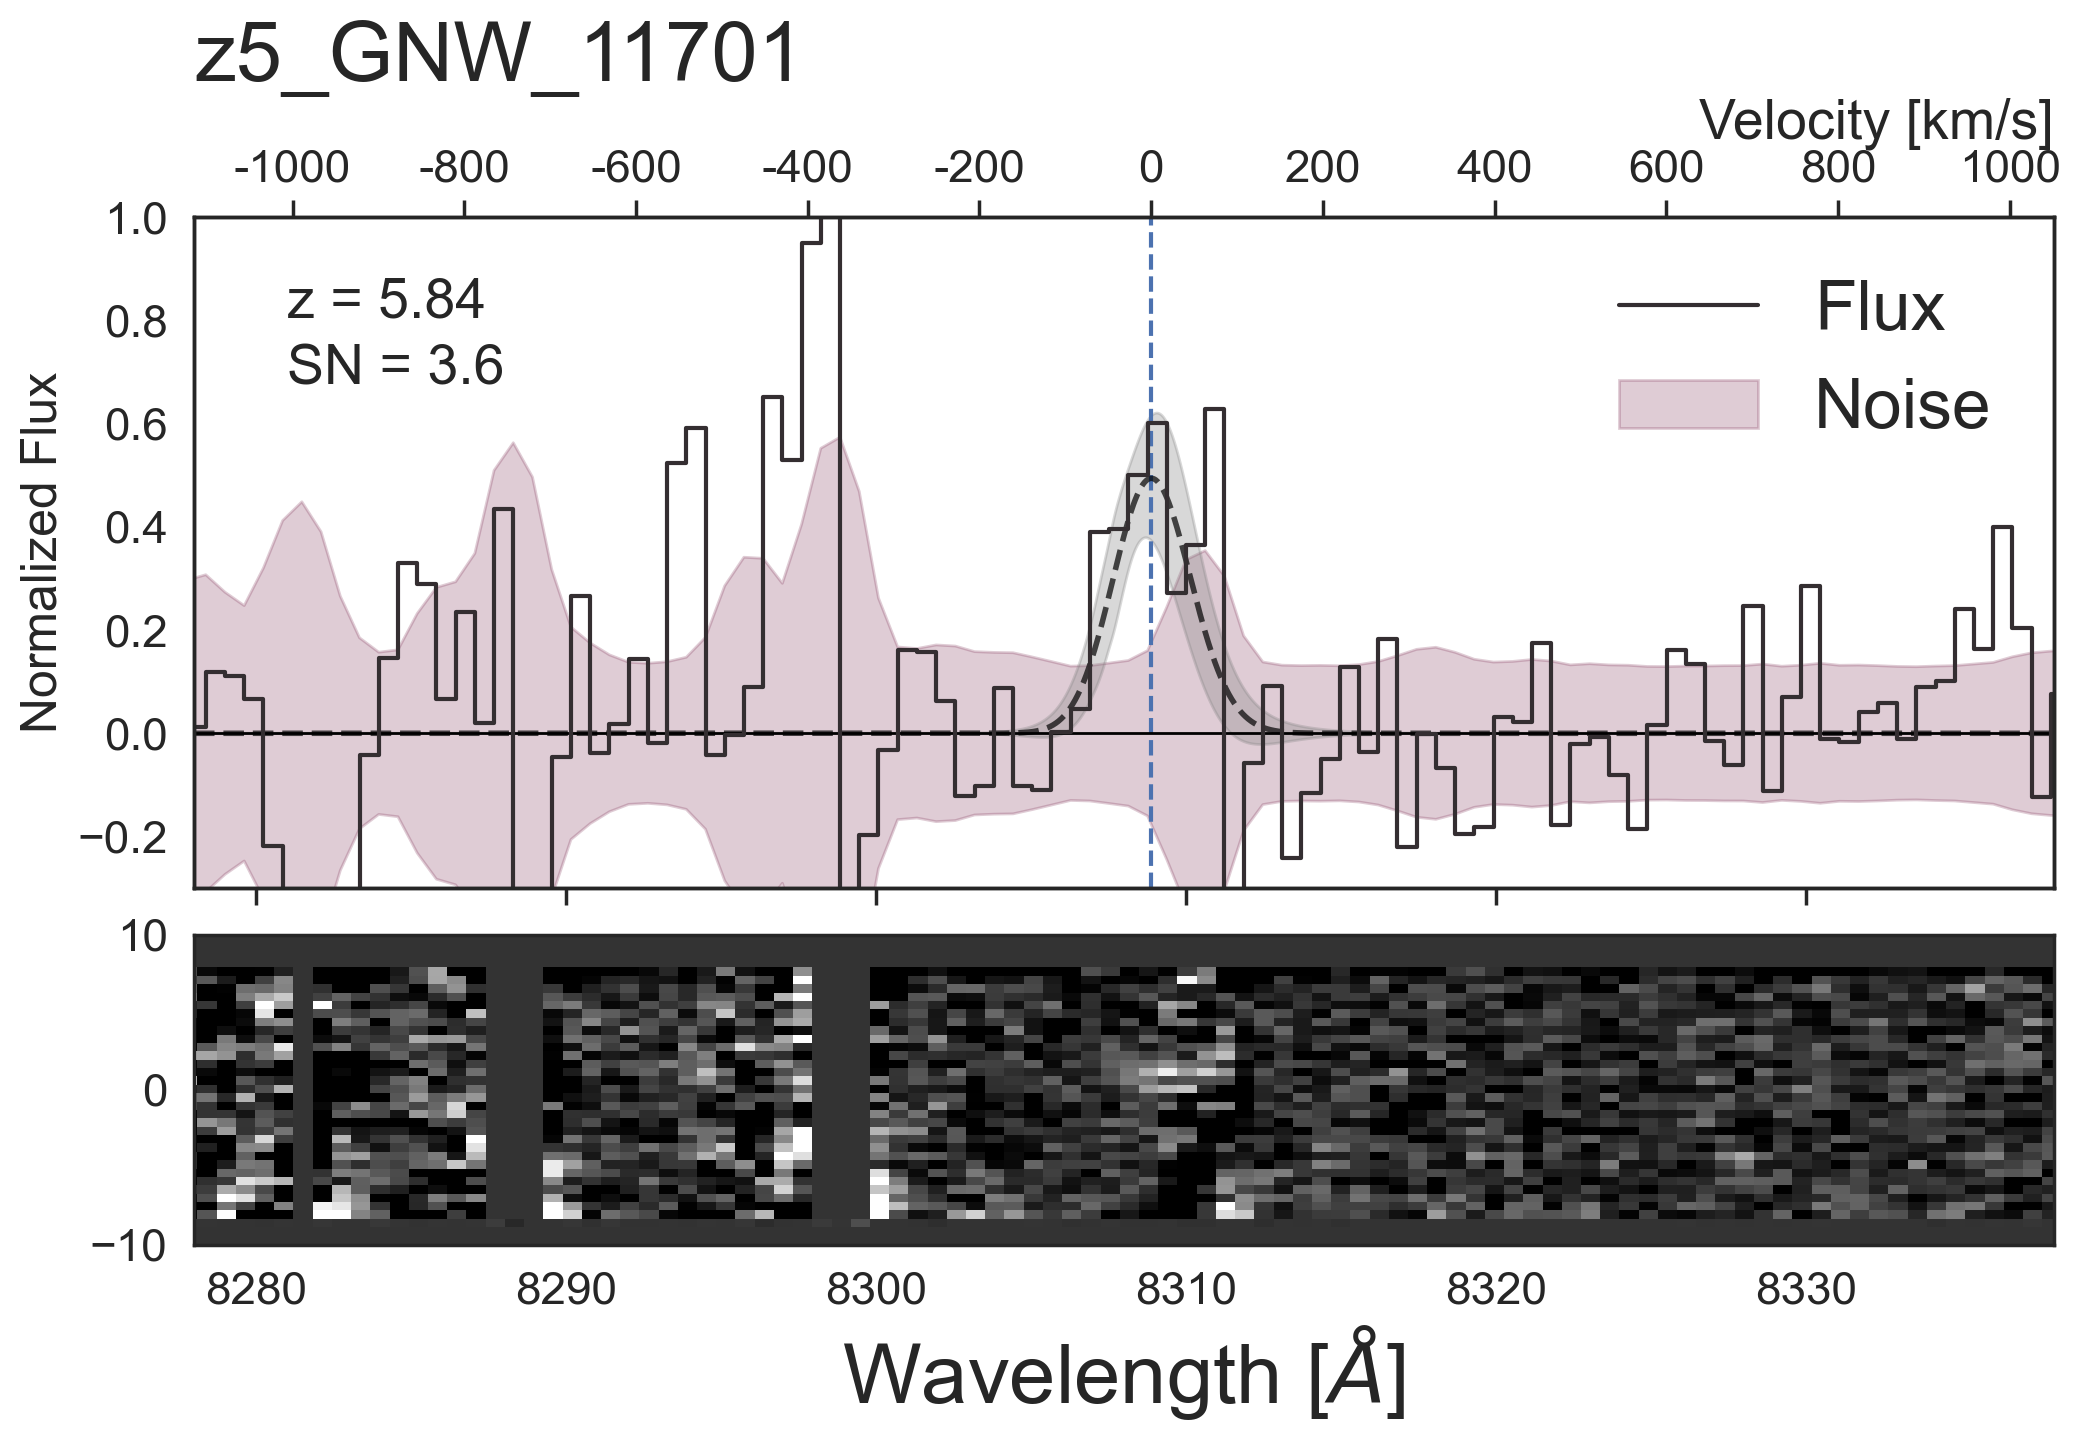 z5_GNW_11701
Velocity [km/s]
-1000 -800 -600 -400 -200 0 200 400 600 800 1000
1.0
0.8
0.6
0.4
0.2
0.0
−0.2
Normalized Flux
z = 5.84
SN = 3.6
Flux
Noise
10
0
−10
8280 8290 8300 8310 8320 8330
Wavelength [Å]